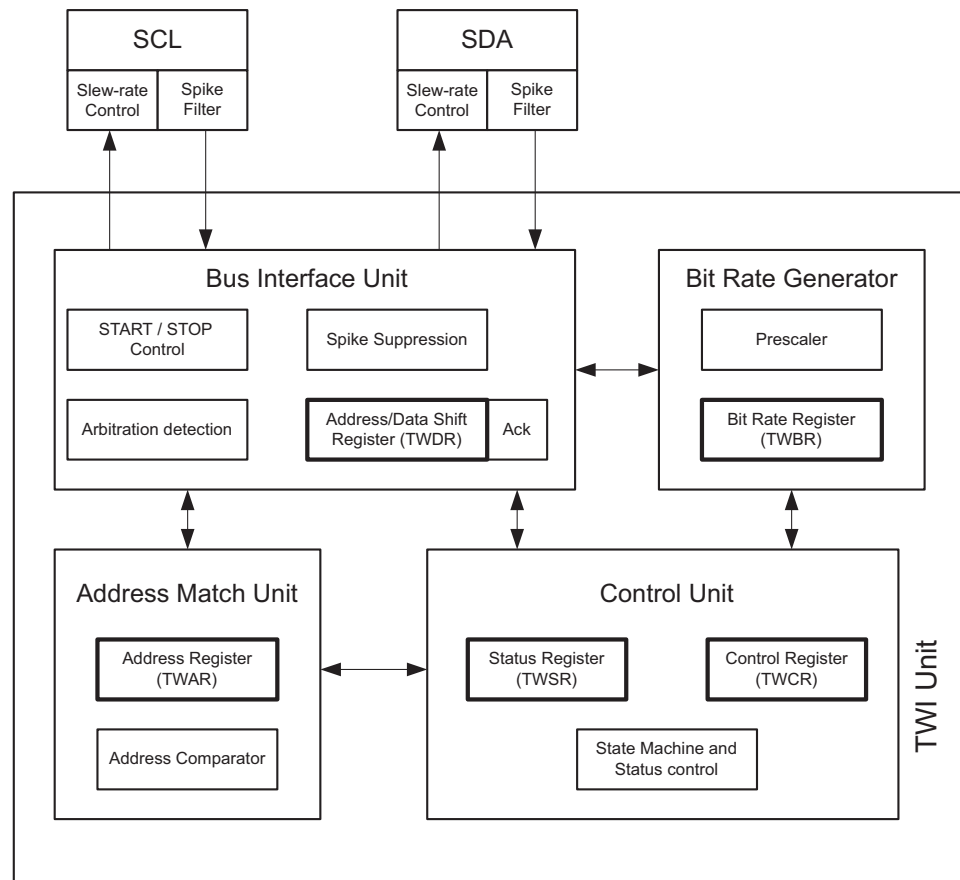 SCL
SDA
Slew-rate
Control
Spike
Filter
Slew-rate
Control
Spike
Filter
Bus Interface Unit
START / STOP
Control
Spike Suppression
Arbitration detection
Address/Data Shift
Register (TWDR)
Ack
Bit Rate Generator
Prescaler
Bit Rate Register
(TWBR)
Address Match Unit
Address Register
(TWAR)
Address Comparator
Control Unit
Status Register
(TWSR)
Control Register
(TWCR)
State Machine and
Status control
TWI Unit